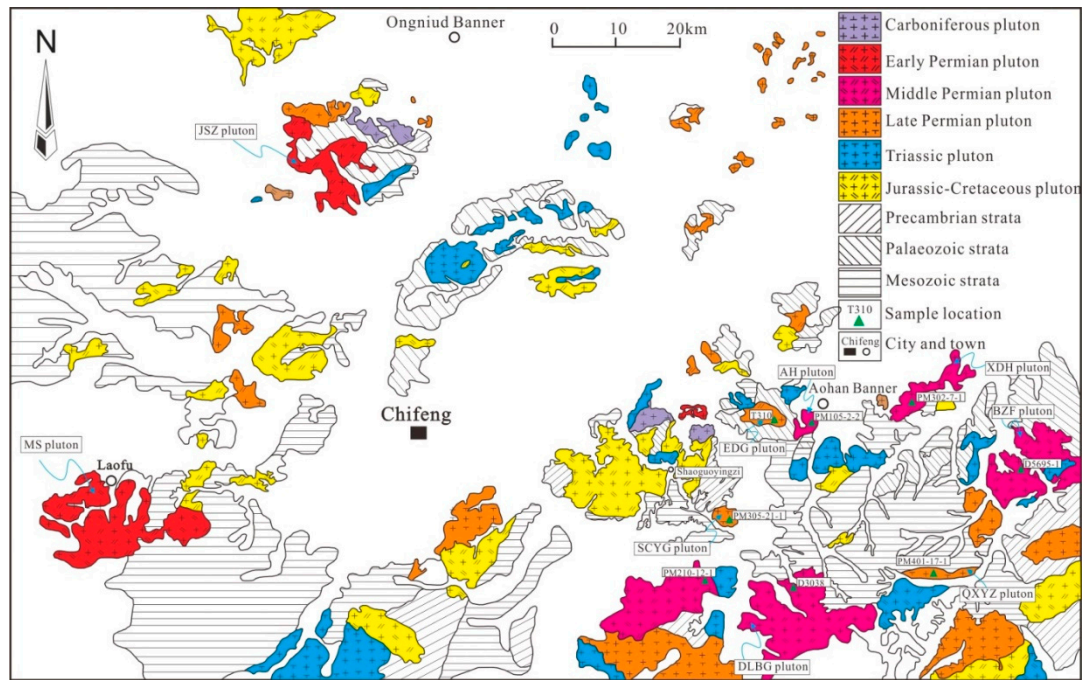 Ongniud Banner
N
0 10 20km
JSZ pluton
Carboniferous pluton
Early Permian pluton
Middle Permian pluton
Late Permian pluton
Triassic pluton
Jurassic-Cretaceous pluton
Precambrian strata
Palaeozoic strata
Mesozoic strata
T310
Sample location
Chifeng
City and town
Chifeng
MS pluton
Laofu
AH pluton
Aohan Banner
XDH pluton
PM302-7-1
BZF pluton
T310
PM105-2-2
EDG pluton
D5695-1
Shaoguoyingzi
PM305-21-1
SCYG pluton
PM210-12-1
D3038
PM401-17-1
QXYZ pluton
DLBG pluton